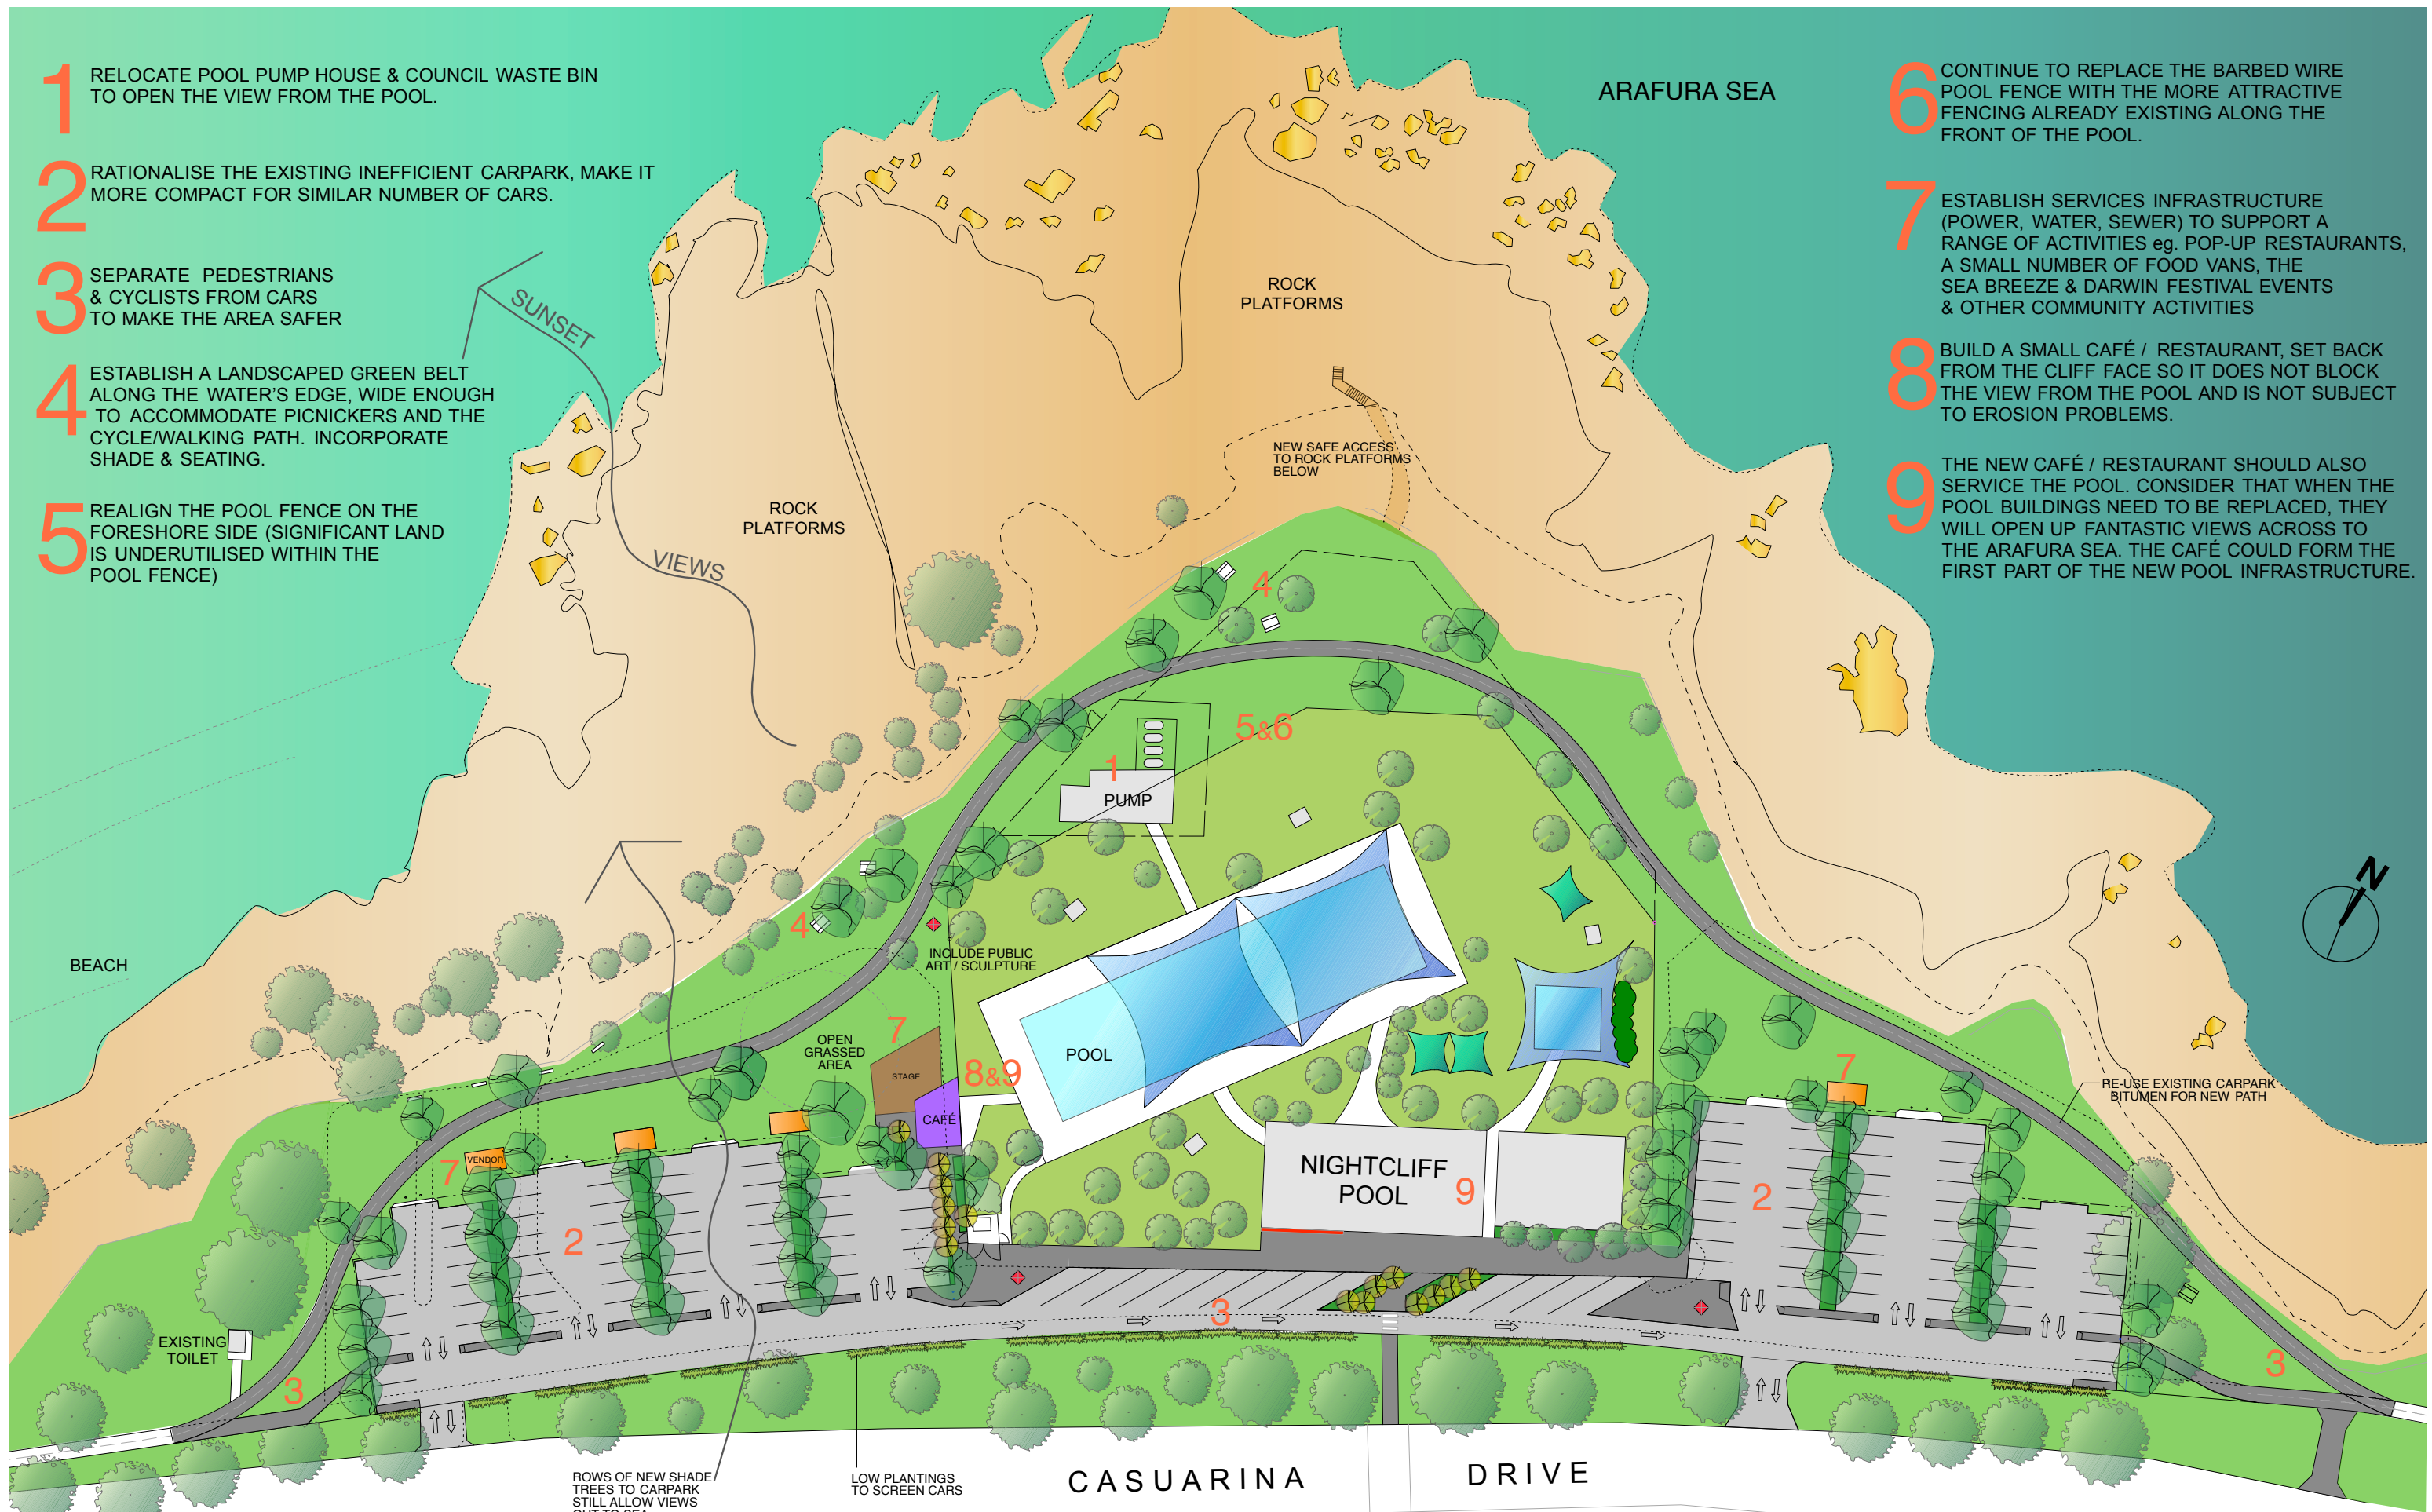 1
RELOCATE POOL PUMP HOUSE & COUNCIL WASTE BIN
TO OPEN THE VIEW FROM THE POOL.
2
RATIONALISE THE EXISTING INEFFICIENT CARPARK, MAKE IT
MORE COMPACT FOR SIMILAR NUMBER OF CARS.
3
SEPARATE PEDESTRIANS
& CYCLISTS FROM CARS
TO MAKE THE AREA SAFER
4
ESTABLISH A LANDSCAPED GREEN BELT
ALONG THE WATER'S EDGE, WIDE ENOUGH
TO ACCOMMODATE PICNICKERS AND THE
CYCLE/WALKING PATH. INCORPORATE
SHADE & SEATING.
5
REALIGN THE POOL FENCE ON THE
FORESHORE SIDE (SIGNIFICANT LAND
IS UNDERUTILISED WITHIN THE
POOL FENCE)
ARAFURA SEA
6
CONTINUE TO REPLACE THE BARBED WIRE
POOL FENCE WITH THE MORE ATTRACTIVE
FENCING ALREADY EXISTING ALONG THE
FRONT OF THE POOL.
7
ESTABLISH SERVICES INFRASTRUCTURE
(POWER, WATER, SEWER) TO SUPPORT A
RANGE OF ACTIVITIES eg. POP-UP RESTAURANTS,
A SMALL NUMBER OF FOOD VANS, THE
SEA BREEZE & DARWIN FESTIVAL EVENTS
& OTHER COMMUNITY ACTIVITIES
8
BUILD A SMALL CAFÉ / RESTAURANT, SET BACK
FROM THE CLIFF FACE SO IT DOES NOT BLOCK
THE VIEW FROM THE POOL AND IS NOT SUBJECT
TO EROSION PROBLEMS.
9
THE NEW CAFÉ / RESTAURANT SHOULD ALSO
SERVICE THE POOL. CONSIDER THAT WHEN THE
POOL BUILDINGS NEED TO BE REPLACED, THEY
WILL OPEN UP FANTASTIC VIEWS ACROSS TO
THE ARAFURA SEA. THE CAFÉ COULD FORM THE
FIRST PART OF THE NEW POOL INFRASTRUCTURE.
SUNSET
VIEWS
ROCK
PLATFORMS
ROCK
PLATFORMS
NEW SAFE ACCESS
TO ROCK PLATFORMS
BELOW
4
5&6
1
PUMP
N
4
INCLUDE PUBLIC
ART / SCULPTURE
BEACH
7
OPEN
GRASSED
AREA
STAGE
8&9
CAFÉ
POOL
7
RE-USE EXISTING CARPARK
BITUMEN FOR NEW PATH
7
VENDOR
NIGHTCLIFF
POOL
9
2
2
3
EXISTING
TOILET
3
3
ROWS OF NEW SHADE
TREES TO CARPARK
STILL ALLOW VIEWS
OUT TO SEA
LOW PLANTINGS
TO SCREEN CARS
CASUARINA DRIVE